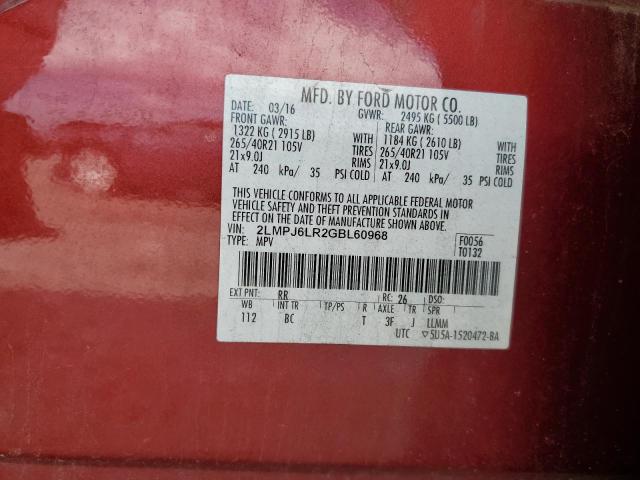 MFD. BY FORD MOTOR CO.
DATE: 03/16 GVWR: 2495 KG ( 5500 LB)
FRONT GAWR: REAR GAWR:
1322 KG ( 2915 LB) WITH 1184 KG ( 2610 LB) WITH
265/40R21 105V TIRES 265/40R21 105V TIRES
21x9.0J RIMS 21x9.0J RIMS
AT 240 kPa/ 35 PSI COLD AT 240 kPa/ 35 PSI COLD
THIS VEHICLE CONFORMS TO ALL APPLICABLE FEDERAL MOTOR
VEHICLE SAFETY AND THEFT PREVENTION STANDARDS IN
EFFECT ON THE DATE OF MANUFACTURE SHOWN ABOVE.
VIN: 2LMPJ6LR2GBL60968 F0056
TYPE: MPV T0132
EXT PNT: RR RC: 26 DSO:
WB INT TR TP/PS R AXLE TR SPR
112 BC T 3F J LLMM
UTC ▽5U5A-1520472-BA